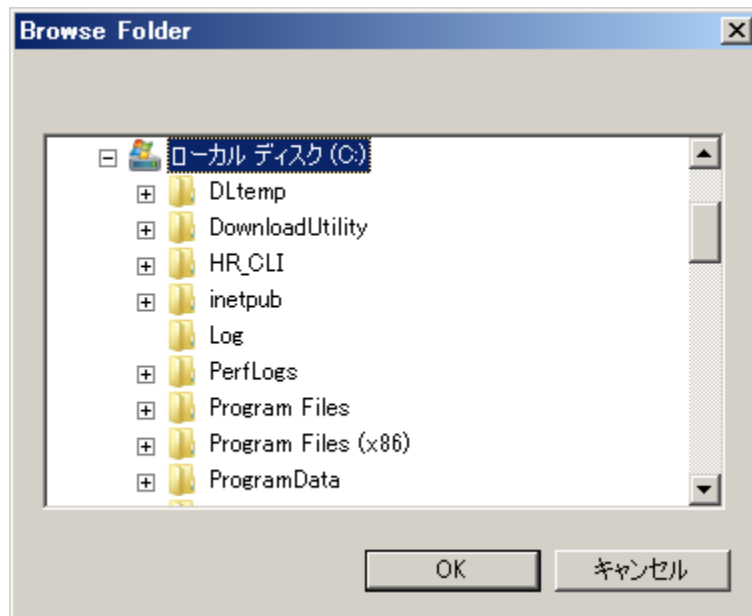 Browse Folder
ローカル ディスク (C:)
DLtemp
DownloadUtility
HR_CLI
inetpub
Log
PerfLogs
Program Files
Program Files (x86)
ProgramData
OK
キャンセル